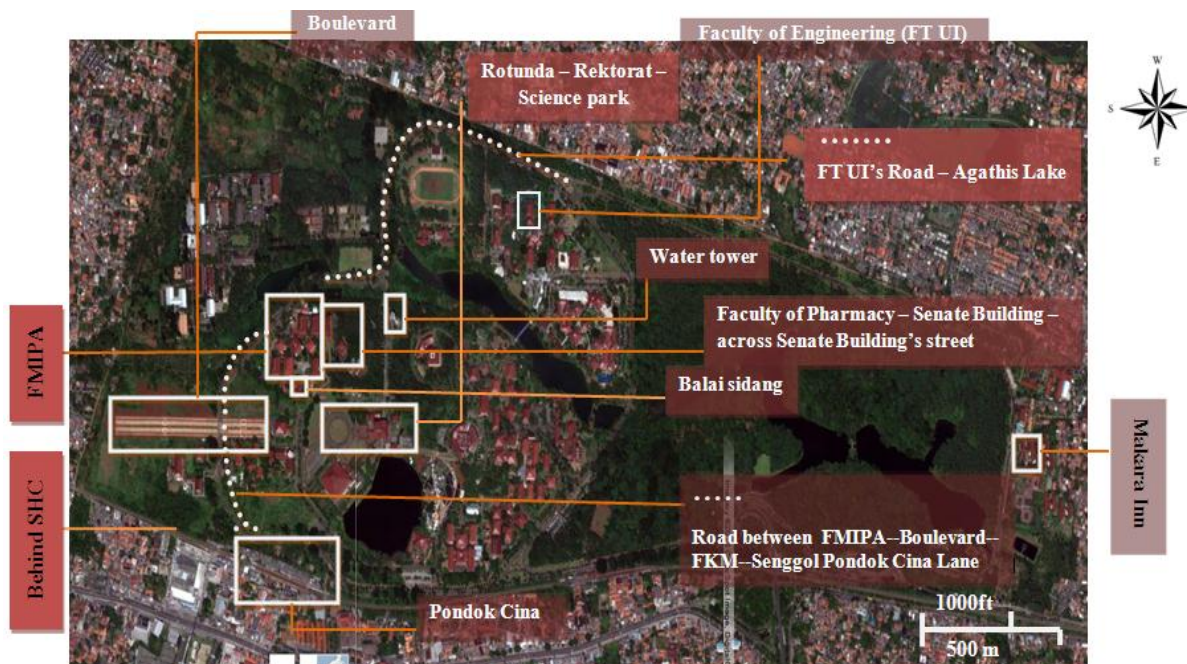 Boulevard
Faculty of Engineering (FT UI)
Rotunda – Rektorat –
Science park
W
S
E
FT UI's Road – Agathis Lake
Water tower
Faculty of Pharmacy – Senate Building –
across Senate Building's street
FMIPA
Balai sidang
Makara Inn
Behind SHC
Road between FMIPA--Boulevard--
FKM--Senggol Pondok Cina Lane
Pondok Cina
1000ft
500 m